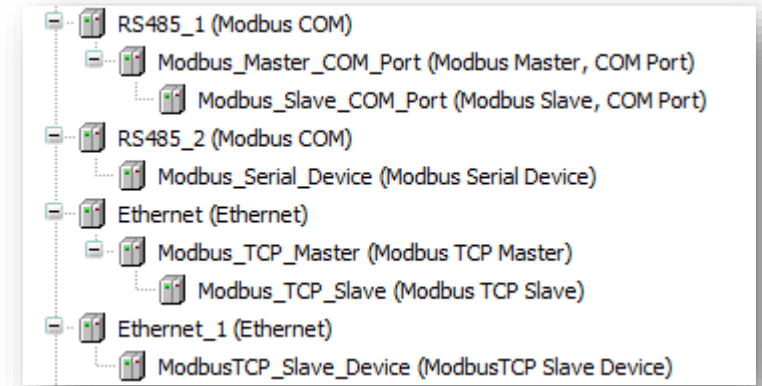 RS485_1 (Modbus COM)
Modbus_Master_COM_Port (Modbus Master, COM Port)
Modbus_Slave_COM_Port (Modbus Slave, COM Port)
RS485_2 (Modbus COM)
Modbus_Serial_Device (Modbus Serial Device)
Ethernet (Ethernet)
Modbus_TCP_Master (Modbus TCP Master)
Modbus_TCP_Slave (Modbus TCP Slave)
Ethernet_1 (Ethernet)
ModbusTCP_Slave_Device (ModbusTCP Slave Device)